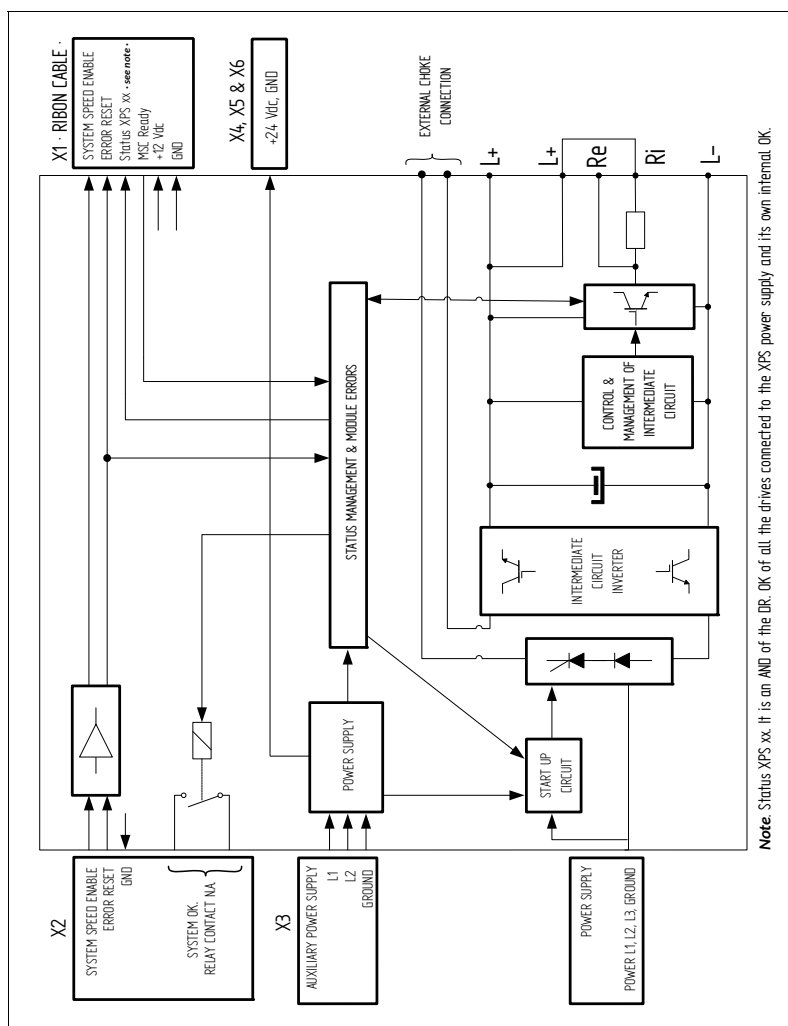 X1 · RIBON CABLE ·
SYSTEM SPEED ENABLE
ERROR RESET
Status XPS xx · see note ·
MSC Ready
+12 Vdc
GND
X4, X5 & X6
+24 Vdc, GND
EXTERNAL CHOKE
CONNECTION
L+
L+
Re
Ri
L-
STATUS MANAGEMENT & MODULE ERRORS
CONTROL &
MANAGEMENT OF
INTERMEDIATE
CIRCUIT
INTERMEDIATE
CIRCUIT
INVERTER
POWER SUPPLY
START UP
CIRCUIT
X2
SYSTEM SPEED ENABLE
ERROR RESET
GND
SYSTEM OK.
RELAY CONTACT N.A
X3
AUXILIARY POWER SUPPLY
L1
L2
GROUND
POWER SUPPLY
POWER L1, L2, L3, GROUND
Note. Status XPS xx. It is an AND of the DR. OK of all the drives connected to the XPS power supply and its own internal OK.